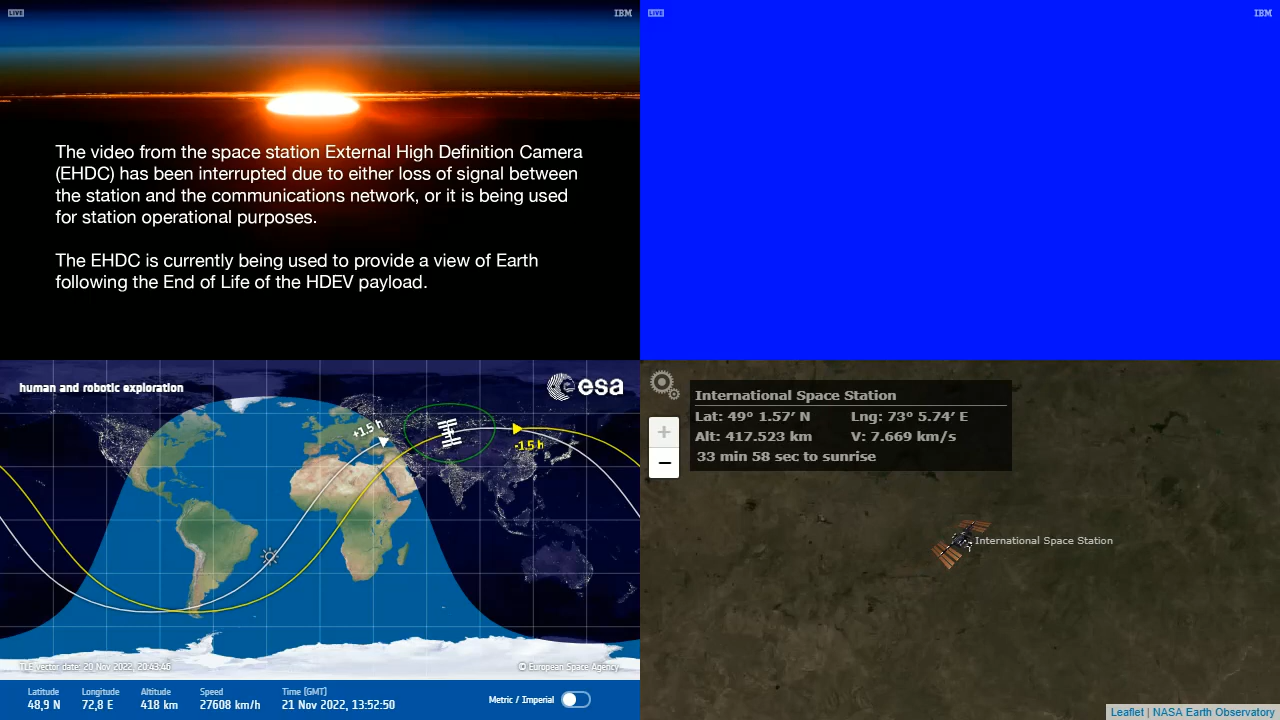 LIVE
IBM
The video from the space station External High Definition Camera
(EHDC) has been interrupted due to either loss of signal between
the station and the communications network, or it is being used
for station operational purposes.
The EHDC is currently being used to provide a view of Earth
following the End of Life of the HDEV payload.
LIVE
IBM
human and robotic exploration
esa
+1.5 h
-1.5 h
TLE vector date: 20 Nov 2022, 20:43:46
© European Space Agency
Latitude Longitude Altitude Speed Time (GMT)
48,9 N 72,8 E 418 km 27608 km/h 21 Nov 2022, 13:52:50
Metric / Imperial
International Space Station
Lat: 49° 1.57′ N Lng: 73° 5.74′ E
Alt: 417.523 km V: 7.669 km/s
33 min 58 sec to sunrise
+
−
International Space Station
Leaflet | NASA Earth Observatory